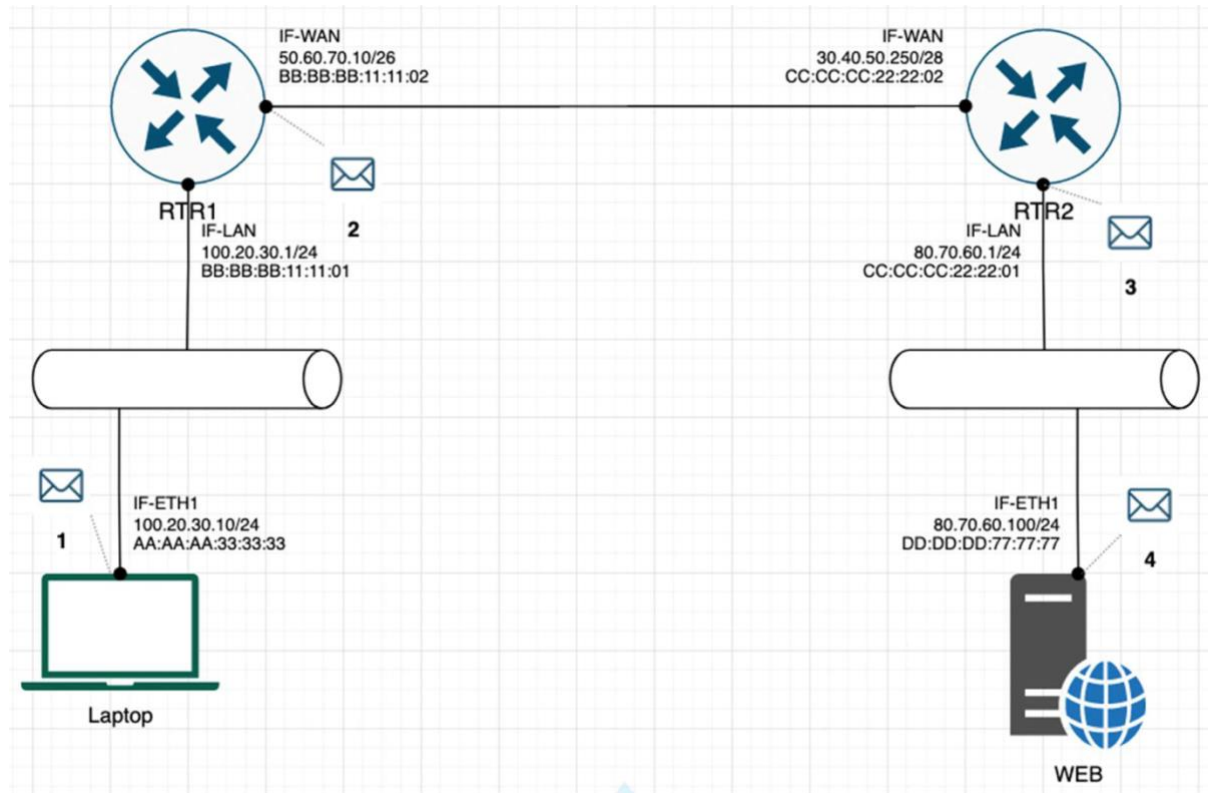 IF-WAN
50.60.70.10/26
BB:BB:BB:11:11:02
IF-WAN
30.40.50.250/28
CC:CC:CC:22:22:02
RTR1
2
IF-LAN
100.20.30.1/24
BB:BB:BB:11:11:01
RTR2
IF-LAN
80.70.60.1/24
CC:CC:CC:22:22:01
3
IF-ETH1
100.20.30.10/24
AA:AA:AA:33:33:33
1
IF-ETH1
80.70.60.100/24
DD:DD:DD:77:77:77
4
Laptop
WEB